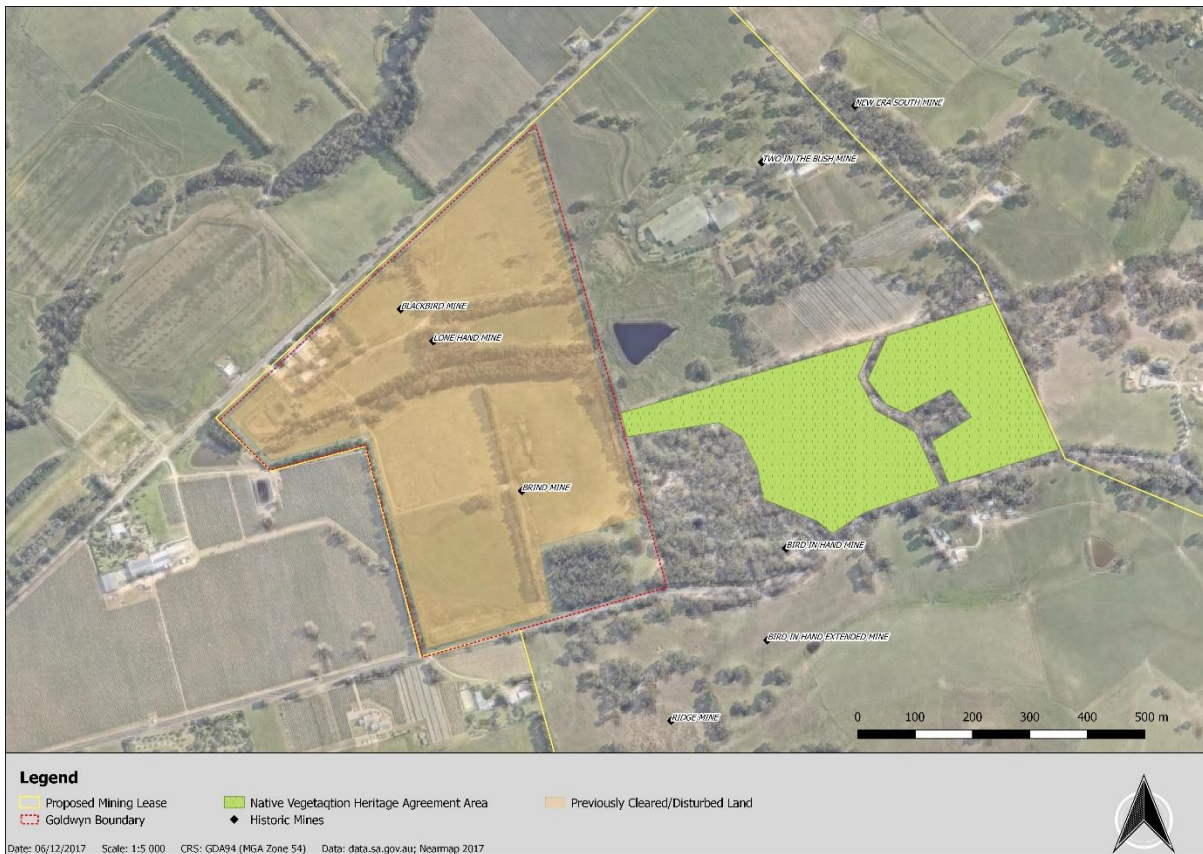 NEW ERA SOUTH MINE
TWO IN THE BUSH MINE
BLACKBIRD MINE
LONE HAND MINE
BRIND MINE
BIRD IN HAND MINE
BIRD IN HAND EXTENDED MINE
RIDGE MINE
0 100 200 300 400 500 m
Legend
Proposed Mining Lease Native Vegetaqtion Heritage Agreement Area Previously Cleared/Disturbed Land
Goldwyn Boundary Historic Mines
Date: 06/12/2017 Scale: 1:5 000 CRS: GDA94 (MGA Zone 54) Data: data.sa.gov.au; Nearmap 2017